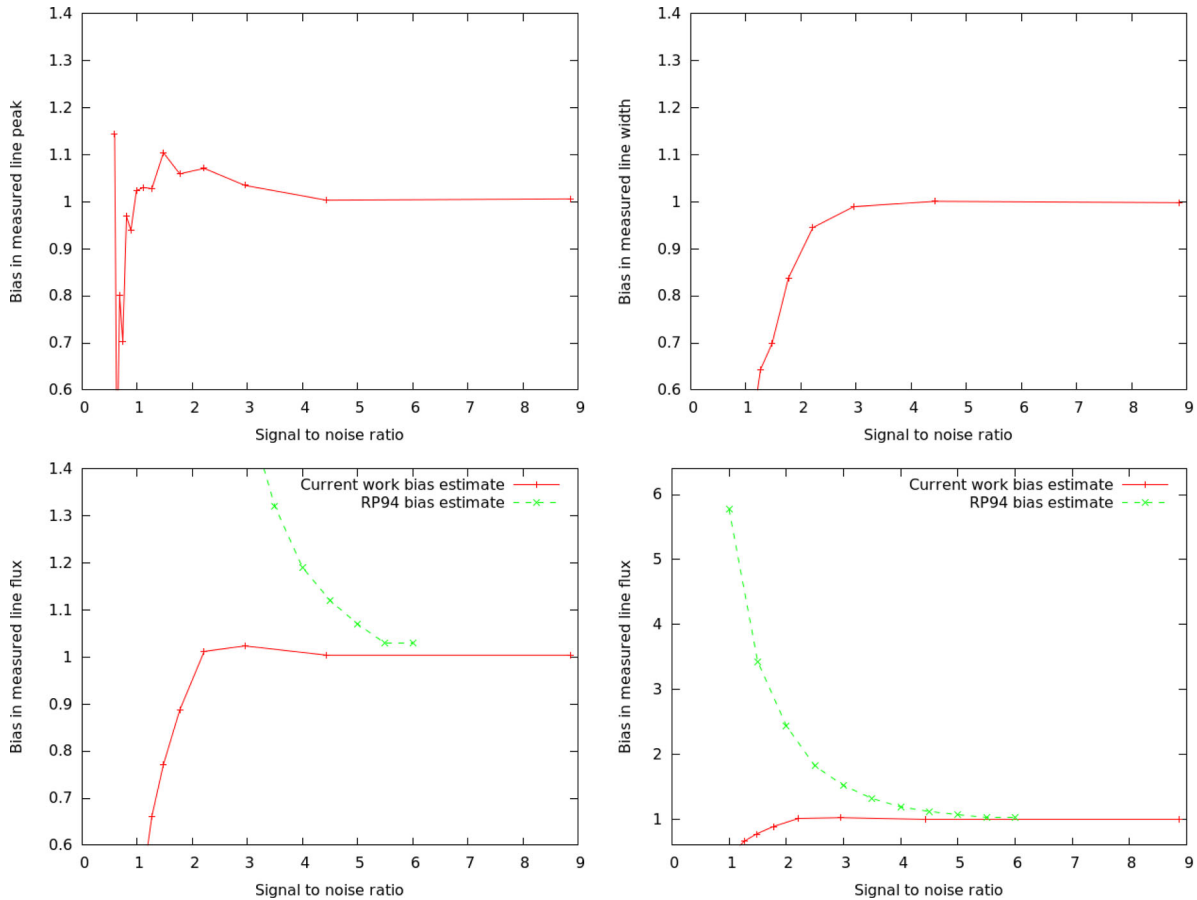 1.4
1.3
1.2
1.1
1
0.9
0.8
0.7
0.6
Bias in measured line peak
0 1 2 3 4 5 6 7 8 9
Signal to noise ratio
1.4
1.3
1.2
1.1
1
0.9
0.8
0.7
0.6
Bias in measured line width
0 1 2 3 4 5 6 7 8 9
Signal to noise ratio
1.4
1.3
1.2
1.1
1
0.9
0.8
0.7
0.6
Bias in measured line flux
Current work bias estimate
RP94 bias estimate
0 1 2 3 4 5 6 7 8 9
Signal to noise ratio
6
5
4
3
2
1
Bias in measured line flux
Current work bias estimate
RP94 bias estimate
0 1 2 3 4 5 6 7 8 9
Signal to noise ratio